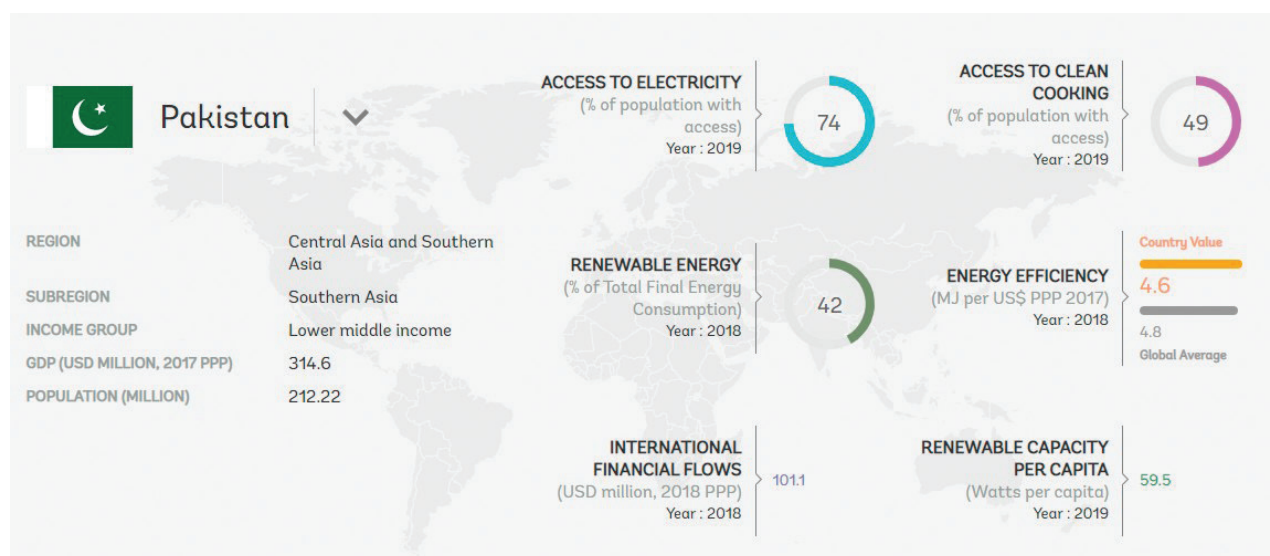 Pakistan
REGION
Central Asia and Southern
Asia
SUBREGION
Southern Asia
INCOME GROUP
Lower middle income
GDP (USD MILLION, 2017 PPP)
314.6
POPULATION (MILLION)
212.22
ACCESS TO ELECTRICITY
(% of population with
access)
Year : 2019
74
ACCESS TO CLEAN
COOKING
(% of population with
access)
Year : 2019
49
RENEWABLE ENERGY
(% of Total Final Energy
Consumption)
Year : 2018
42
ENERGY EFFICIENCY
(MJ per US$ PPP 2017)
Year : 2018
Country Value
4.6
4.8
Global Average
INTERNATIONAL
FINANCIAL FLOWS
(USD million, 2018 PPP)
Year : 2018
101.1
RENEWABLE CAPACITY
PER CAPITA
(Watts per capita)
Year : 2019
59.5